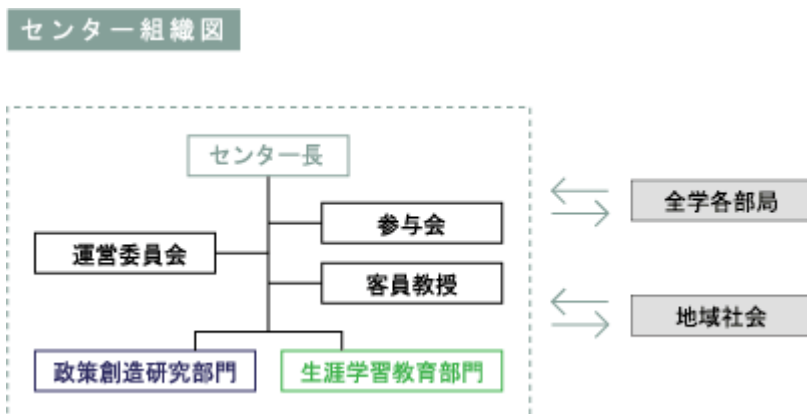 センター組織図
センター長
参与会
運営委員会
客員教授
政策創造研究部門
生涯学習教育部門
全学各部局
地域社会